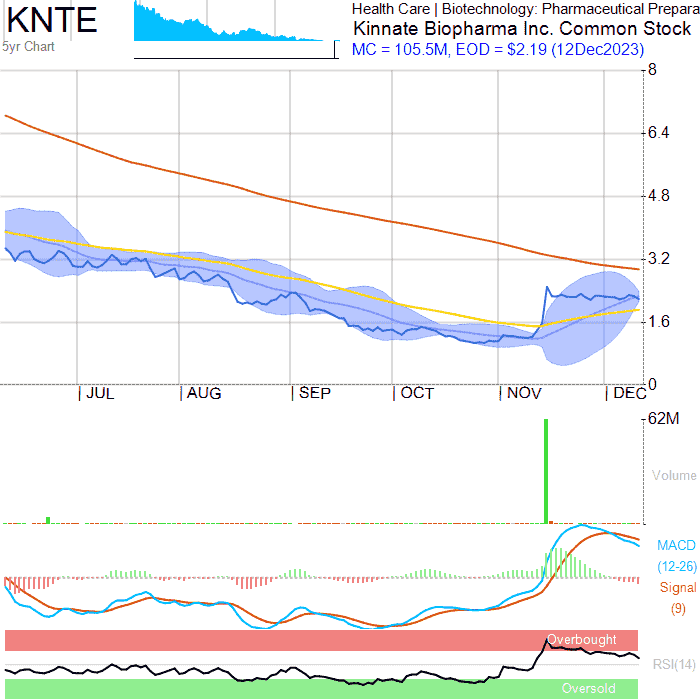 KNTE
5yr Chart
Health Care | Biotechnology: Pharmaceutical Prepara
Kinnate Biopharma Inc. Common Stock
MC = 105.5M, EOD = $2.19 (12Dec2023)
8
6.4
4.8
3.2
1.6
0
| JUL | AUG | SEP | OCT | NOV | DEC
62M
Volume
MACD
(12-26)
Signal
(9)
Overbought
RSI(14)
Oversold